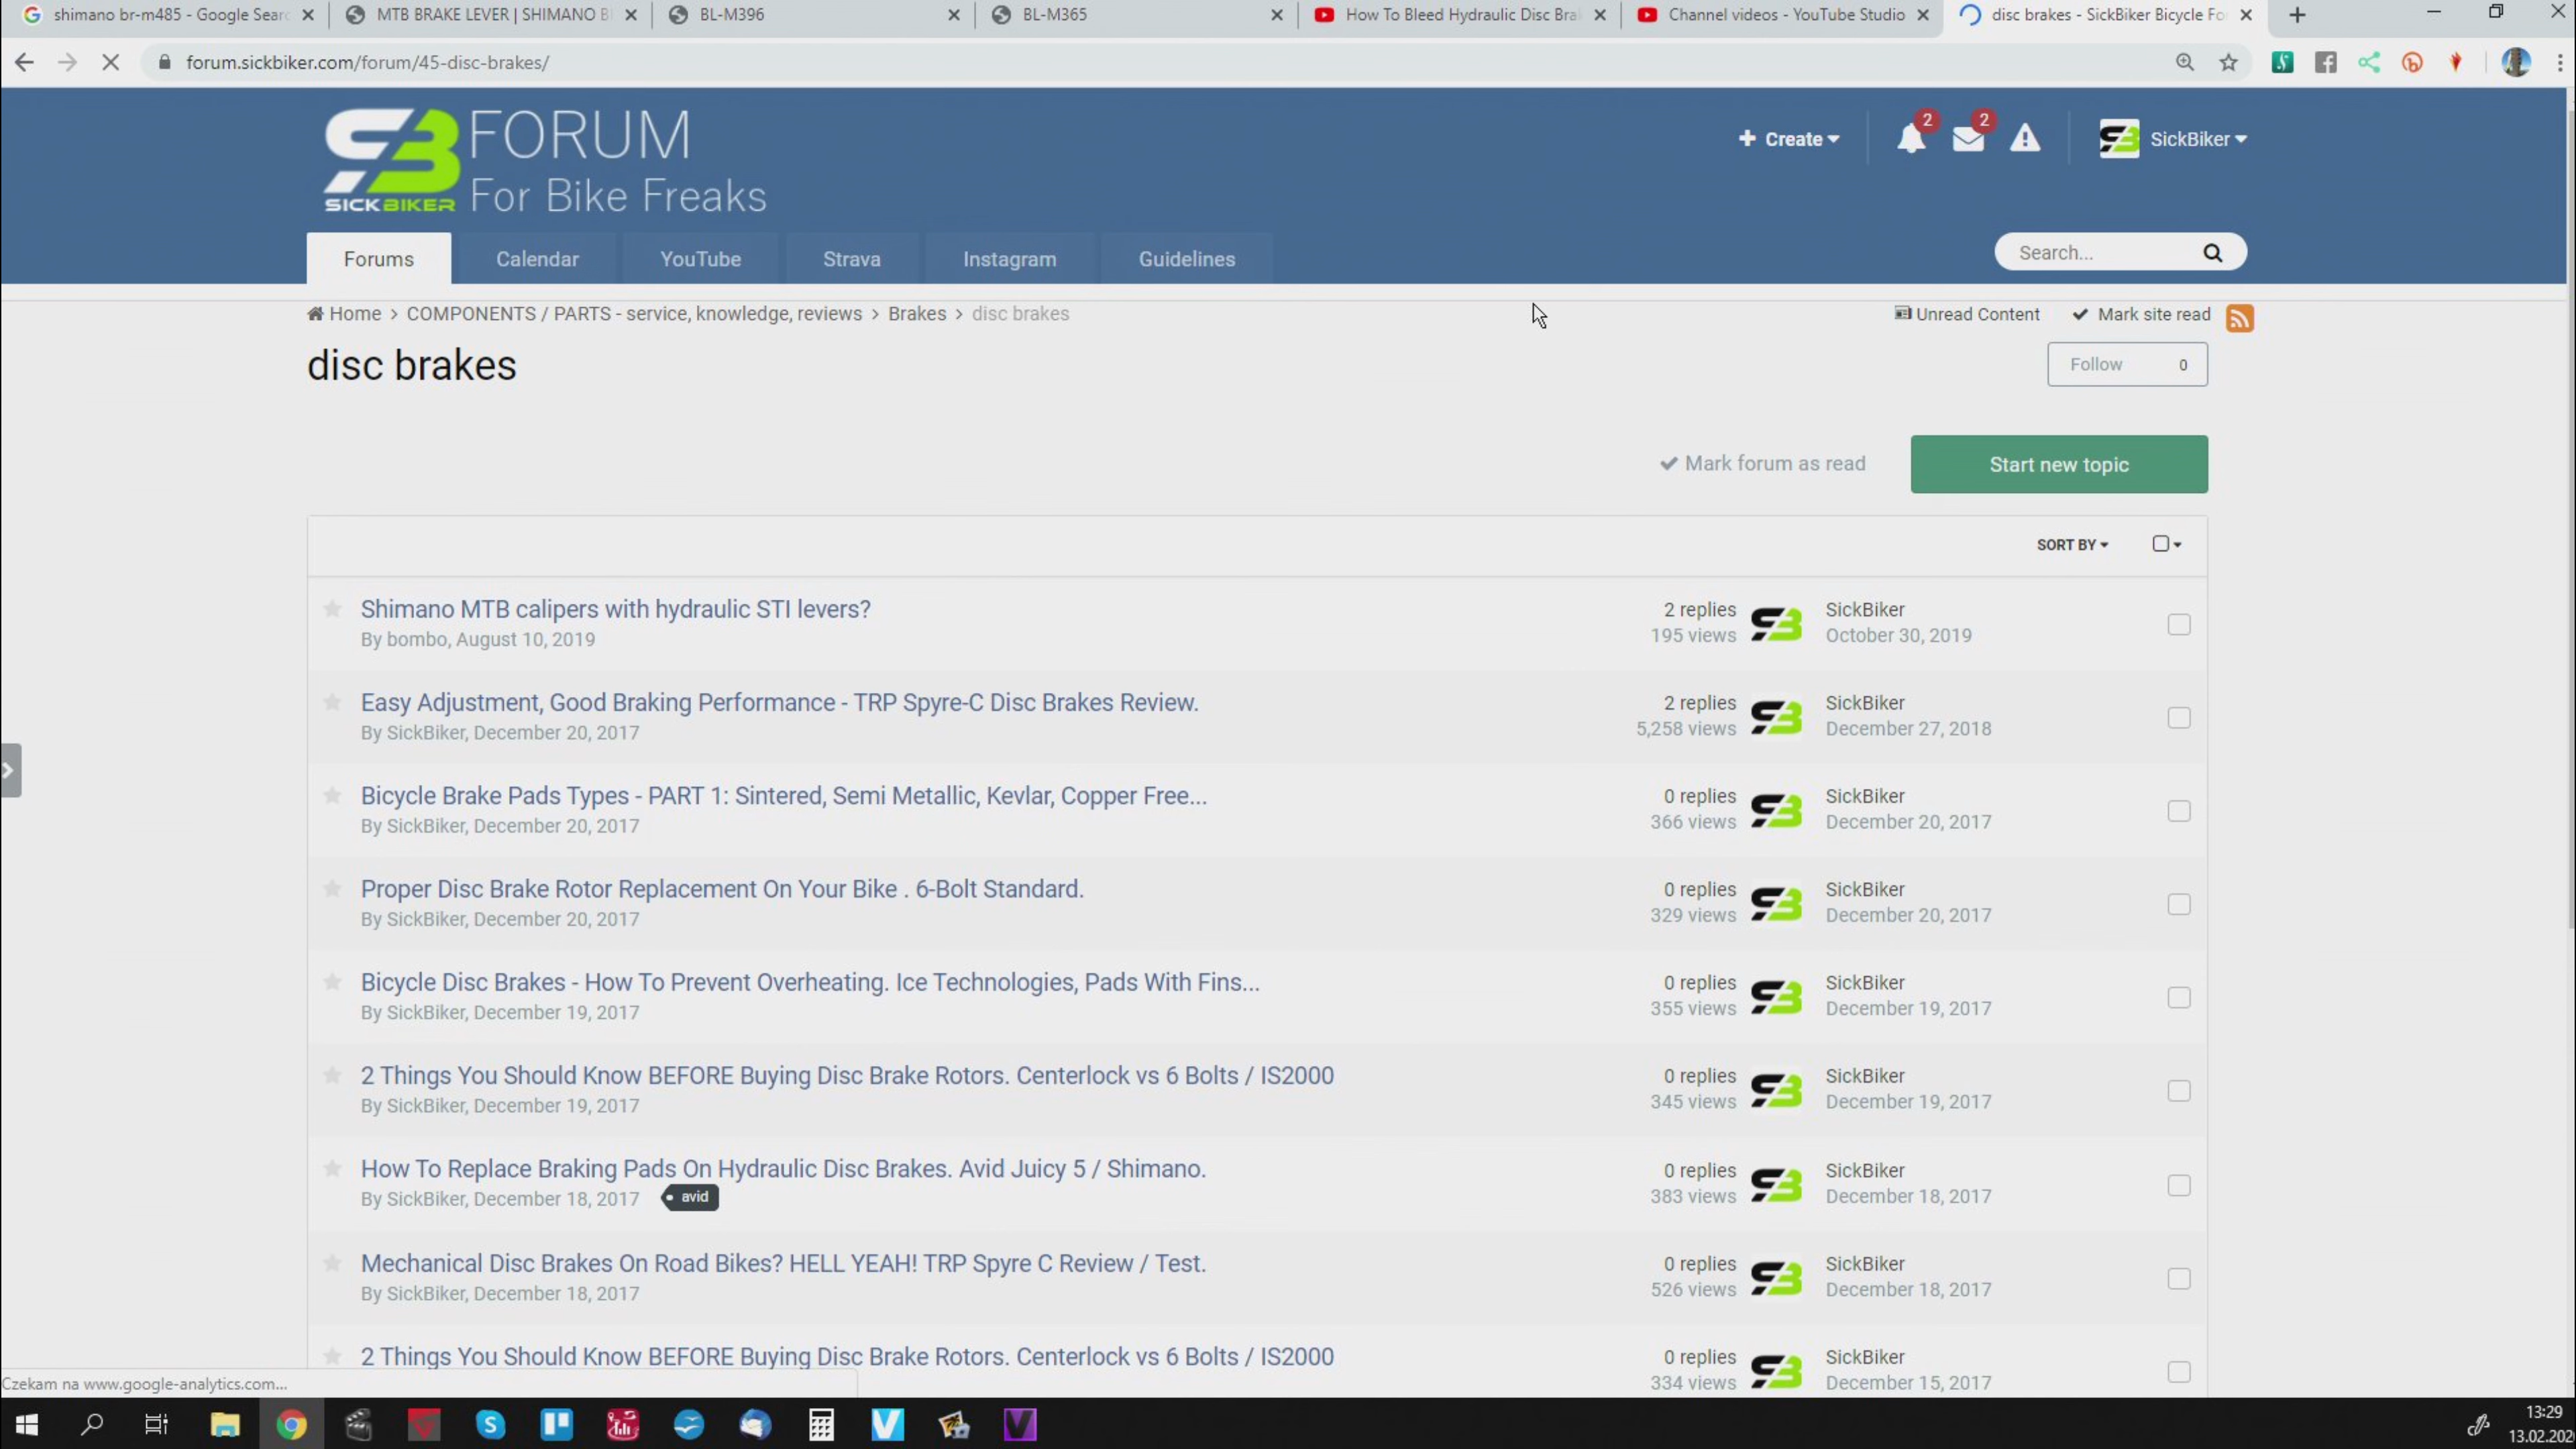 shimano br-m485 - Google Sear
MTB BRAKE LEVER | SHIMANO B
BL-M396
BL-M365
How To Bleed Hydraulic Disc Bra
Channel videos - YouTube Studio
disc brakes - SickBiker Bicycle Fo
forum.sickbiker.com/forum/45-disc-brakes/
SICKBIKER
FORUM
For Bike Freaks
+ Create
2
2
SickBiker
Forums
Calendar
YouTube
Strava
Instagram
Guidelines
Search...
Home > COMPONENTS / PARTS - service, knowledge, reviews > Brakes > disc brakes
Unread Content
Mark site read
disc brakes
Follow 0
Mark forum as read
Start new topic
SORT BY
Shimano MTB calipers with hydraulic STI levers?
By bombo, August 10, 2019
2 replies
195 views
SickBiker
October 30, 2019
Easy Adjustment, Good Braking Performance - TRP Spyre-C Disc Brakes Review.
By SickBiker, December 20, 2017
2 replies
5,258 views
SickBiker
December 27, 2018
Bicycle Brake Pads Types - PART 1: Sintered, Semi Metallic, Kevlar, Copper Free...
By SickBiker, December 20, 2017
0 replies
366 views
SickBiker
December 20, 2017
Proper Disc Brake Rotor Replacement On Your Bike . 6-Bolt Standard.
By SickBiker, December 20, 2017
0 replies
329 views
SickBiker
December 20, 2017
Bicycle Disc Brakes - How To Prevent Overheating. Ice Technologies, Pads With Fins...
By SickBiker, December 19, 2017
0 replies
355 views
SickBiker
December 19, 2017
2 Things You Should Know BEFORE Buying Disc Brake Rotors. Centerlock vs 6 Bolts / IS2000
By SickBiker, December 19, 2017
0 replies
345 views
SickBiker
December 19, 2017
How To Replace Braking Pads On Hydraulic Disc Brakes. Avid Juicy 5 / Shimano.
By SickBiker, December 18, 2017
avid
0 replies
383 views
SickBiker
December 18, 2017
Mechanical Disc Brakes On Road Bikes? HELL YEAH! TRP Spyre C Review / Test.
By SickBiker, December 18, 2017
0 replies
526 views
SickBiker
December 18, 2017
2 Things You Should Know BEFORE Buying Disc Brake Rotors. Centerlock vs 6 Bolts / IS2000
0 replies
334 views
SickBiker
December 15, 2017
Czekam na www.google-analytics.com...
13:29
13.02.202